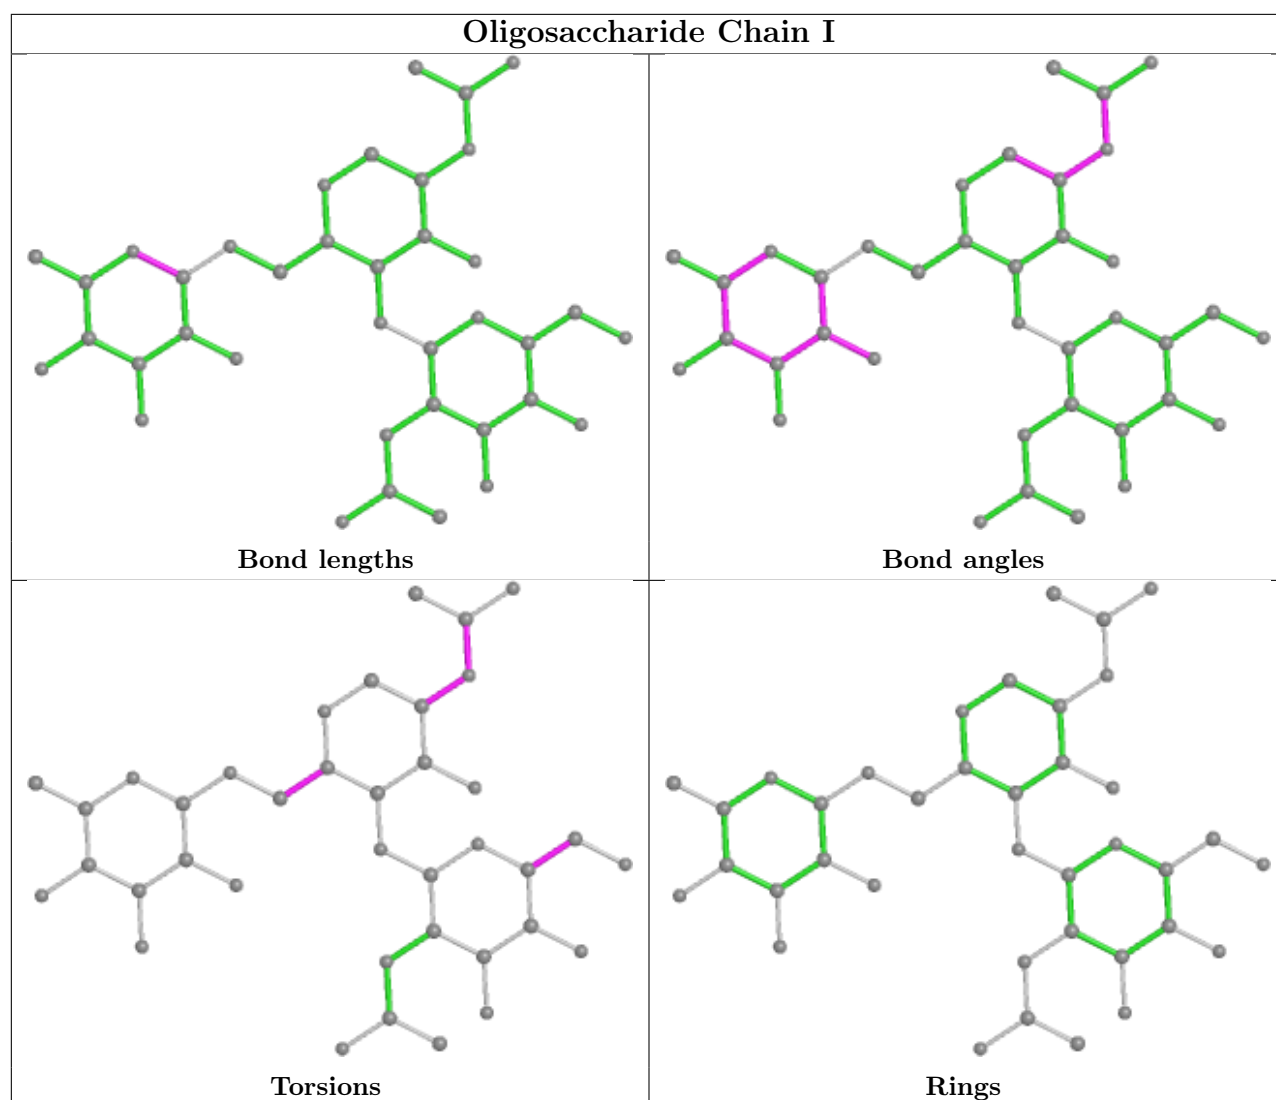 Oligosaccharide Chain I
Bond lengths
Bond angles
Torsions
Rings